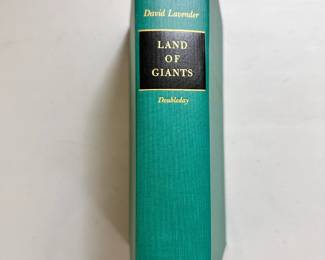 David Lavender
LAND
OF
GIANTS
Doubleday